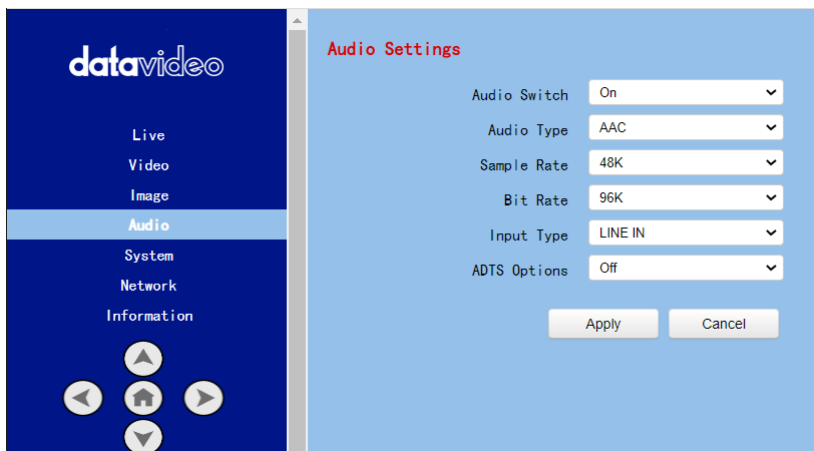 datavideo
Live
Video
Image
Audio
System
Network
Information
Audio Settings
Audio Switch On
Audio Type AAC
Sample Rate 48K
Bit Rate 96K
Input Type LINE IN
ADTS Options Off
Apply Cancel